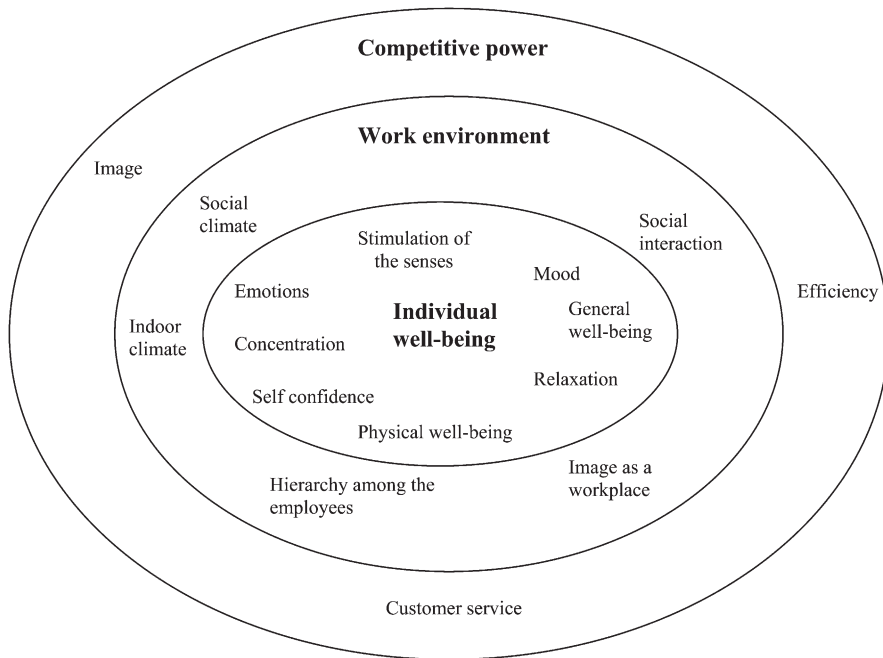 Competitive power
Work environment
Image
Social
climate
Social
interaction
Stimulation of
the senses
Mood
Emotions
Efficiency
Individual
well-being
General
well-being
Indoor
climate
Concentration
Relaxation
Self confidence
Physical well-being
Image as a
workplace
Hierarchy among the
employees
Customer service